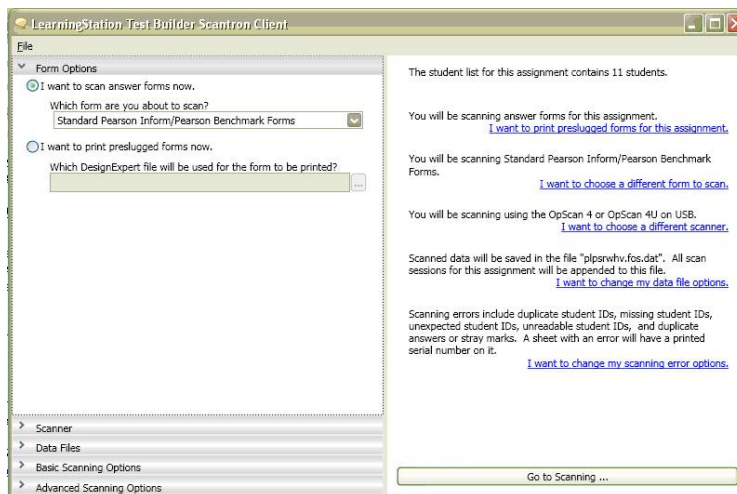 LearningStation Test Builder Scantron Client
File
Form Options
I want to scan answer forms now.
Which form are you about to scan?
Standard Pearson Inform/Pearson Benchmark Forms
I want to print preslugged forms now.
Which DesignExpert file will be used for the form to be printed?
...
Scanner
Data Files
Basic Scanning Options
Advanced Scanning Options
The student list for this assignment contains 11 students.
You will be scanning answer forms for this assignment.
I want to print preslugged forms for this assignment.
You will be scanning Standard Pearson Inform/Pearson Benchmark
Forms.
I want to choose a different form to scan.
You will be scanning using the OpScan 4 or OpScan 4U on USB.
I want to choose a different scanner.
Scanned data will be saved in the file "plpsrwhv.fos.dat". All scan
sessions for this assignment will be appended to this file.
I want to change my data file options.
Scanning errors include duplicate student IDs, missing student IDs,
unexpected student IDs, unreadable student IDs, and duplicate
answers or stray marks. A sheet with an error will have a printed
serial number on it.
I want to change my scanning error options.
Go to Scanning ...